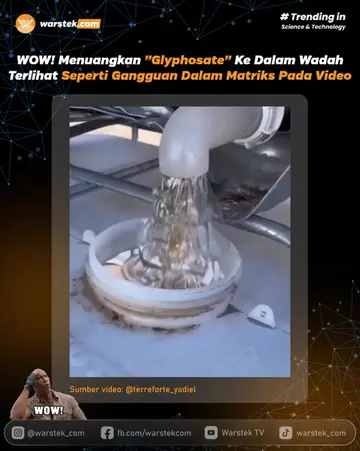 warstek.com
# Trending in
Science & Technology
WOW! Menuangkan "Glyphosate" Ke Dalam Wadah
Terlihat Seperti Gangguan Dalam Matriks Pada Video
Sumber video: @terreforte_yadiel
WOW!
@warstek_com
fb.com/warstekcom
Warstek TV
warstek_com